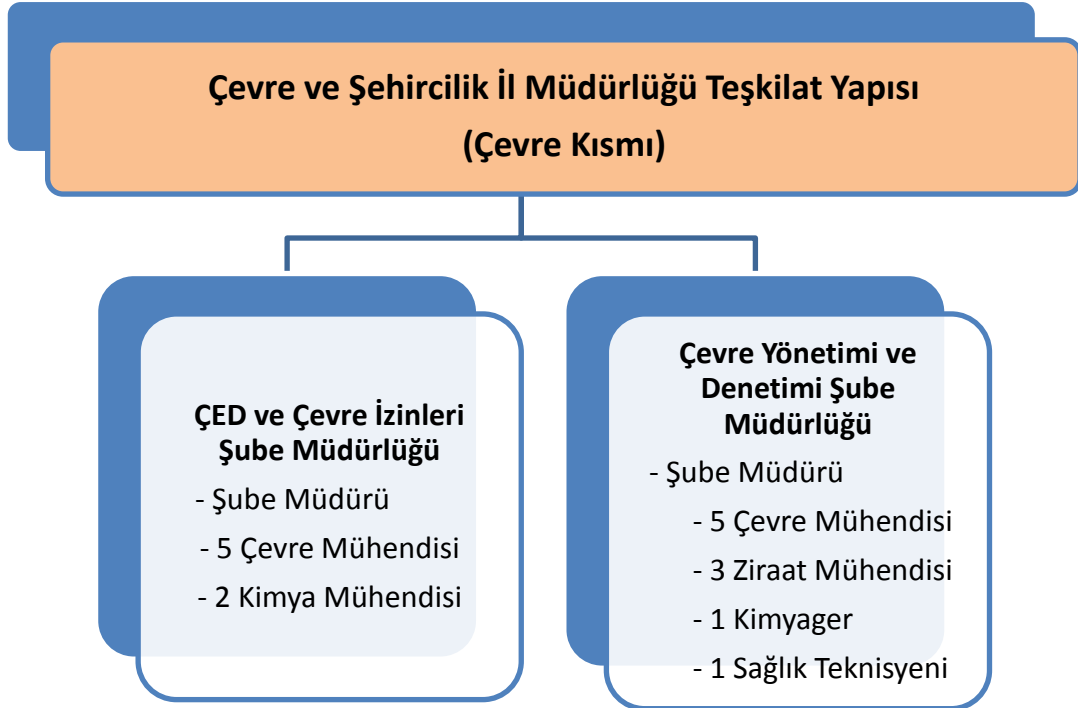 Çevre ve Şehircilik İl Müdürlüğü Teşkilat Yapısı
(Çevre Kısmı)
ÇED ve Çevre İzinleri
Şube Müdürlüğü
- Şube Müdürü
- 5 Çevre Mühendisi
- 2 Kimya Mühendisi
Çevre Yönetimi ve
Denetimi Şube
Müdürlüğü
- Şube Müdürü
- 5 Çevre Mühendisi
- 3 Ziraat Mühendisi
- 1 Kimyager
- 1 Sağlık Teknisyeni